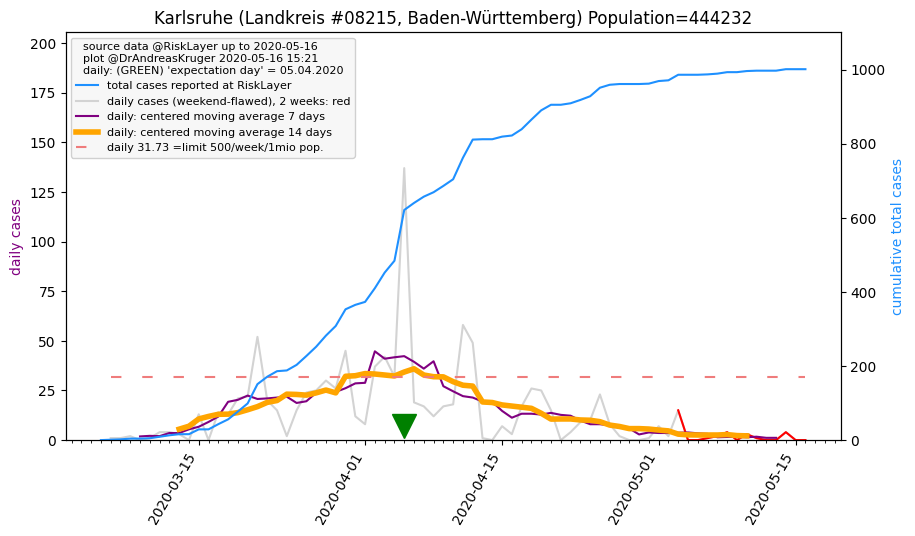 Karlsruhe (Landkreis #08215, Baden-Württemberg) Population=444232
source data @RiskLayer up to 2020-05-16
plot @DrAndreasKruger 2020-05-16 15:21
daily: (GREEN) 'expectation day' = 05.04.2020
total cases reported at RiskLayer
daily cases (weekend-flawed), 2 weeks: red
daily: centered moving average 7 days
daily: centered moving average 14 days
daily 31.73 =limit 500/week/1mio pop.
daily cases
200
175
150
125
100
75
50
25
0
1000
800
600
400
200
0
cumulative total cases
2020-03-15
2020-04-01
2020-04-15
2020-05-01
2020-05-15